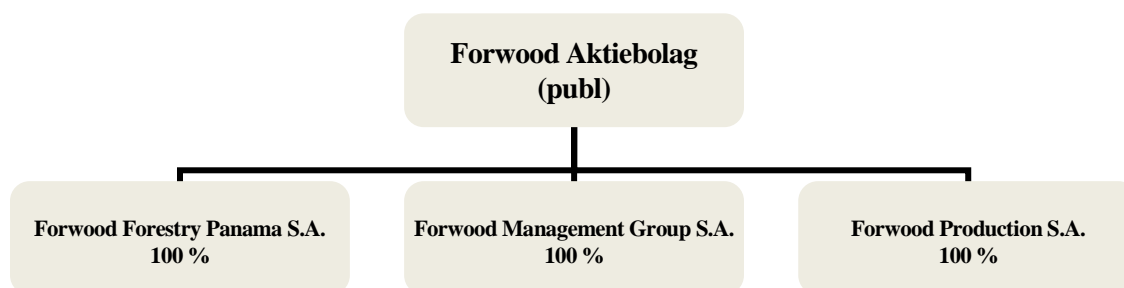 Forwood Aktiebolag
(publ)
Forwood Forestry Panama S.A.
100 %
Forwood Management Group S.A.
100 %
Forwood Production S.A.
100 %